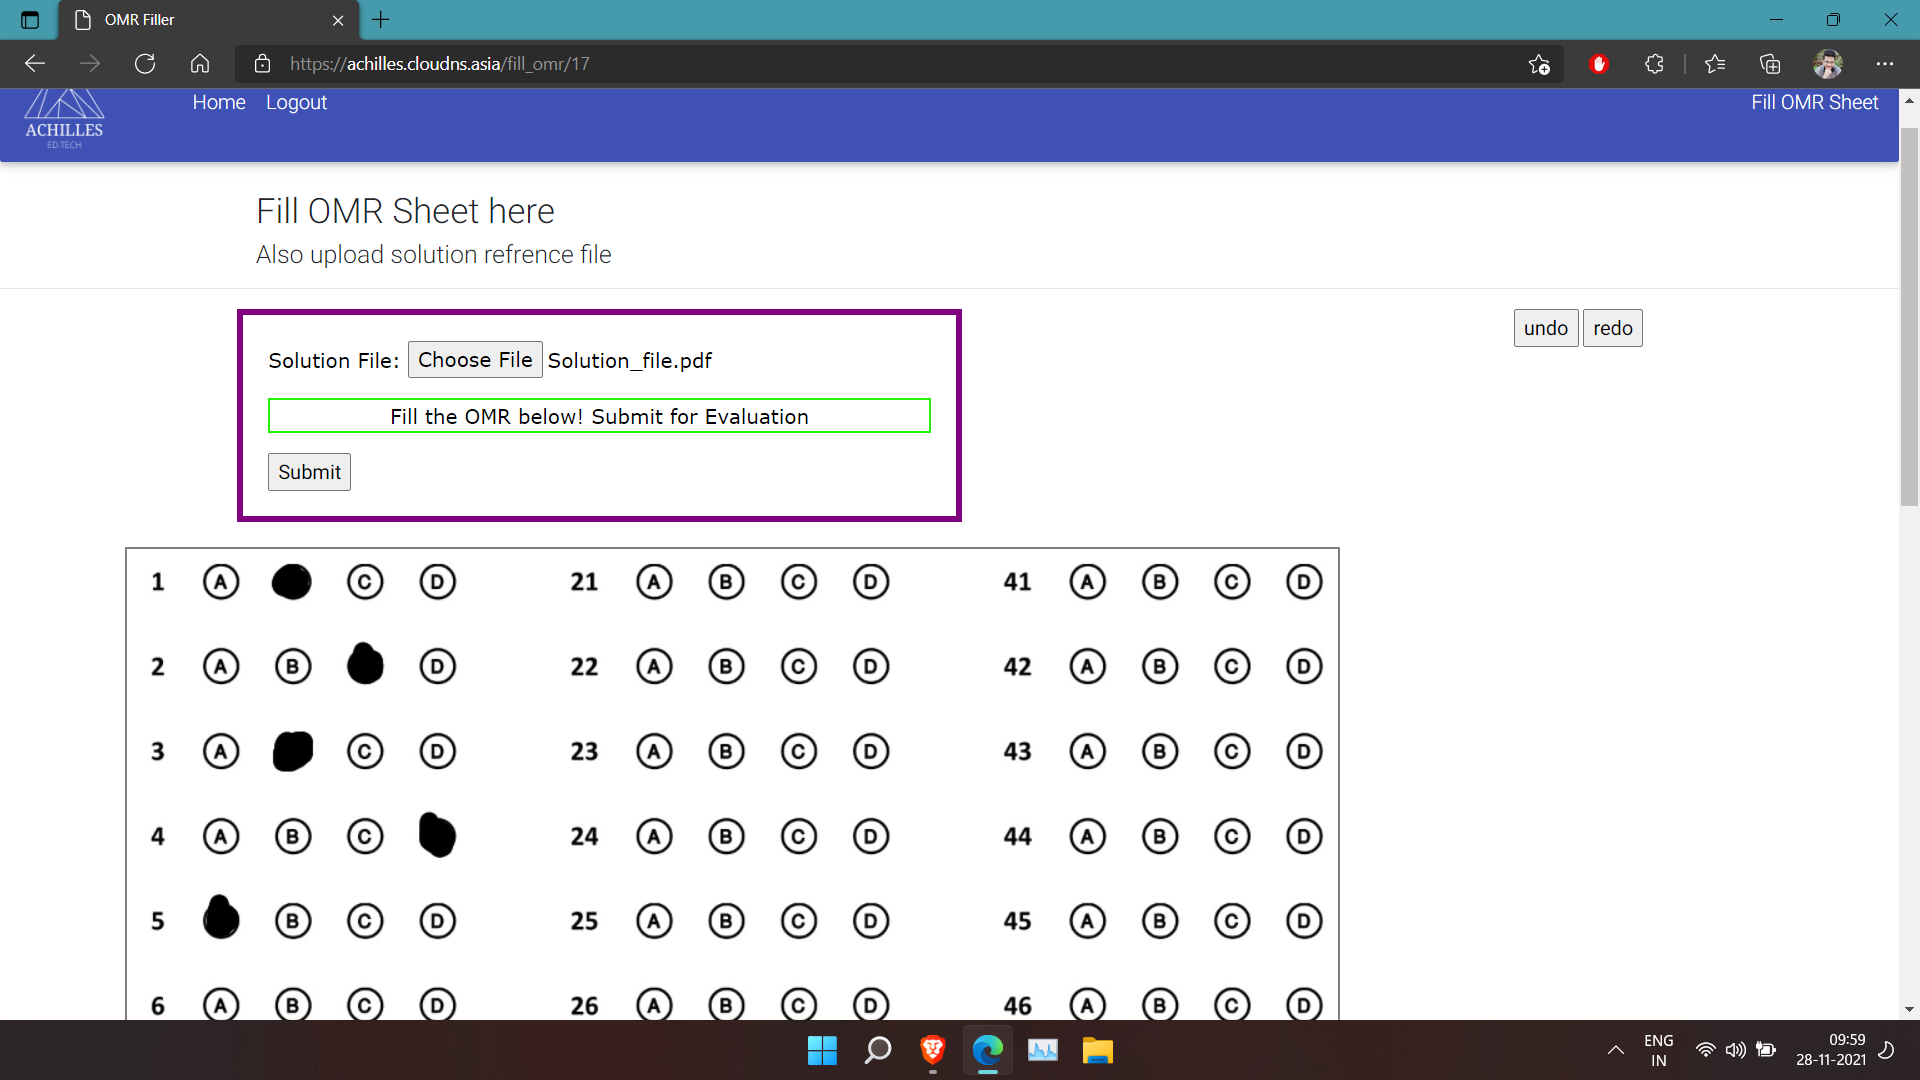 OMR Filler
https://achilles.cloudns.asia/fill_omr/17
ACHILLES
ED-TECH
Home Logout Fill OMR Sheet
Fill OMR Sheet here
Also upload solution refrence file
undo redo
Solution File: Choose File Solution_file.pdf
Fill the OMR below! Submit for Evaluation
Submit
1 A C D 21 A B C D 41 A B C D
2 A B D 22 A B C D 42 A B C D
3 A C D 23 A B C D 43 A B C D
4 A B C 24 A B C D 44 A B C D
5 B C D 25 A B C D 45 A B C D
6 A B C D 26 A B C D 46 A B C D
ENG
IN
09:59
28-11-2021